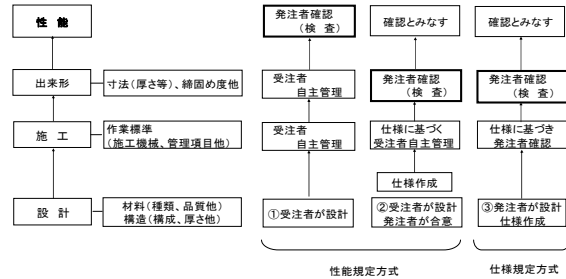 性 能
発注者確認
（検 査）
確認とみなす
確認とみなす
出来形
寸法（厚さ等）、締固め度他
受注者
自主管理
発注者確認
（検 査）
発注者確認
（検 査）
施 工
作業標準
（施工機械、管理項目他）
受注者
自主管理
仕様に基づく
受注者自主管理
仕様に基づき
発注者確認
仕様作成
設 計
材料（種類、品質他）
構造（構成、厚さ他）
①受注者が設計
②受注者が設計
発注者が合意
③発注者が設計
仕様作成
性能規定方式
仕様規定方式